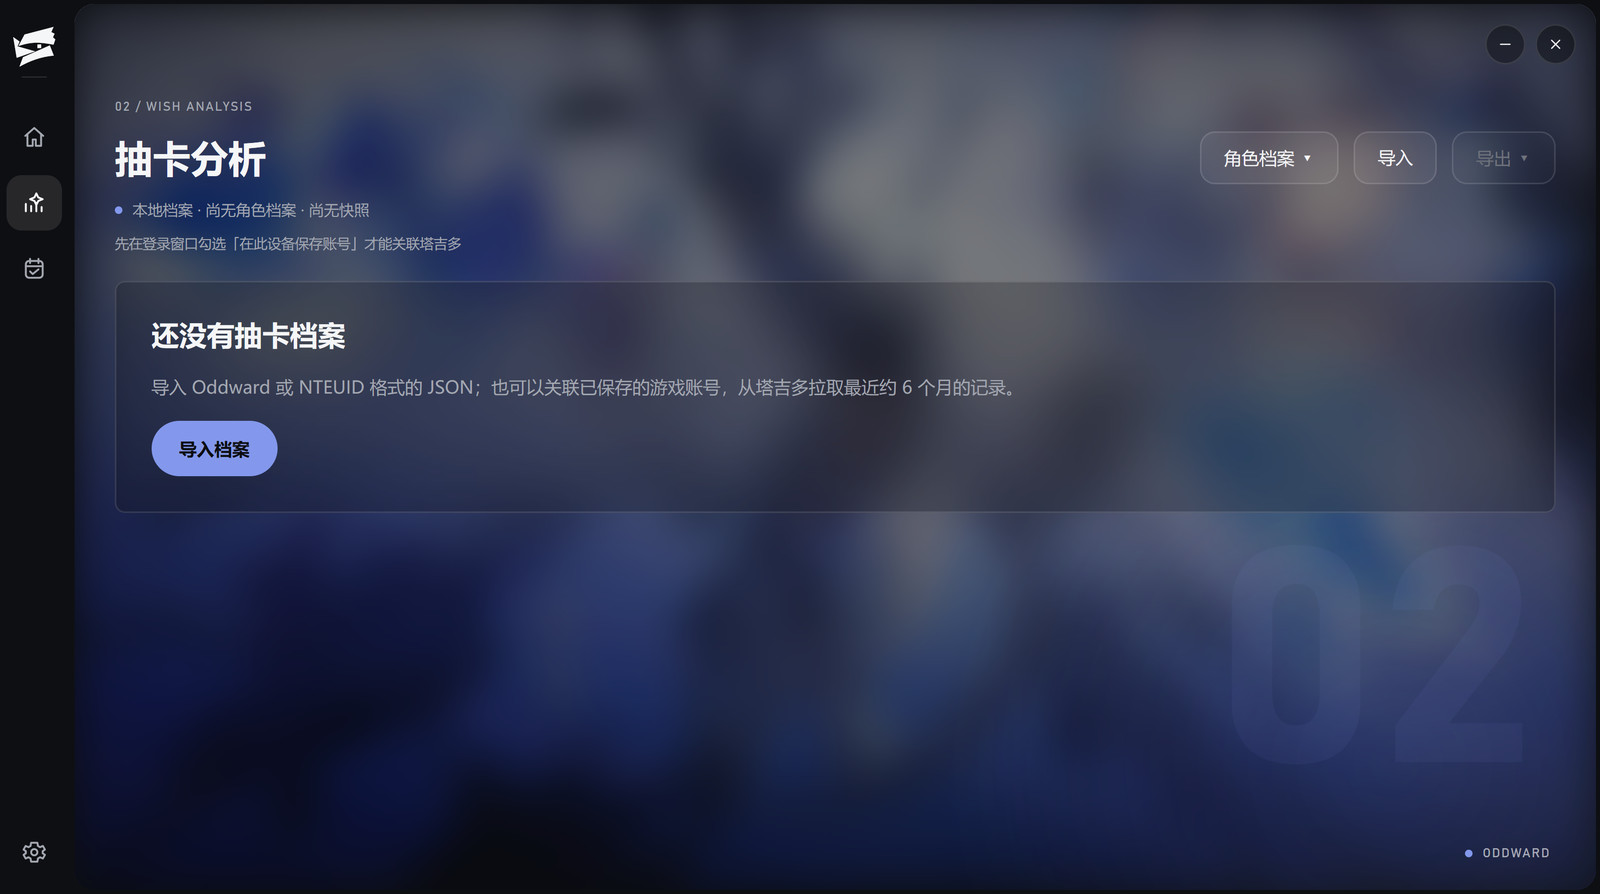 02 / WISH ANALYSIS
抽卡分析
角色档案 ▾
导入
导出 ▾
本地档案 · 尚无角色档案 · 尚无快照
先在登录窗口勾选「在此设备保存账号」才能关联塔吉多
还没有抽卡档案
导入 Oddward 或 NTEUID 格式的 JSON；也可以关联已保存的游戏账号，从塔吉多拉取最近约 6 个月的记录。
导入档案
02
ODDWARD